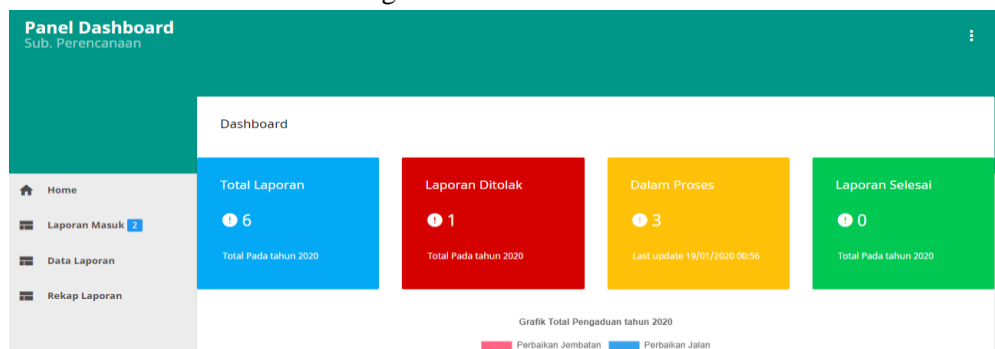 Panel Dashboard
Sub. Perencanaan
Dashboard
Home
Laporan Masuk 2
Data Laporan
Rekap Laporan
Total Laporan
6
Total Pada tahun 2020
Laporan Ditolak
1
Total Pada tahun 2020
Dalam Proses
3
Last update 19/01/2020 00:56
Laporan Selesai
0
Total Pada tahun 2020
Grafik Total Pengaduan tahun 2020
Perbaikan Jembatan Perbaikan Jalan